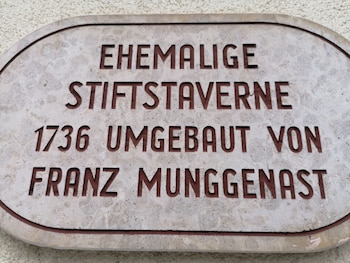 EHEMALIGE
STIFTSTAVERNE
1736 UMGEBAUT VON
FRANZ MUNGGENAST